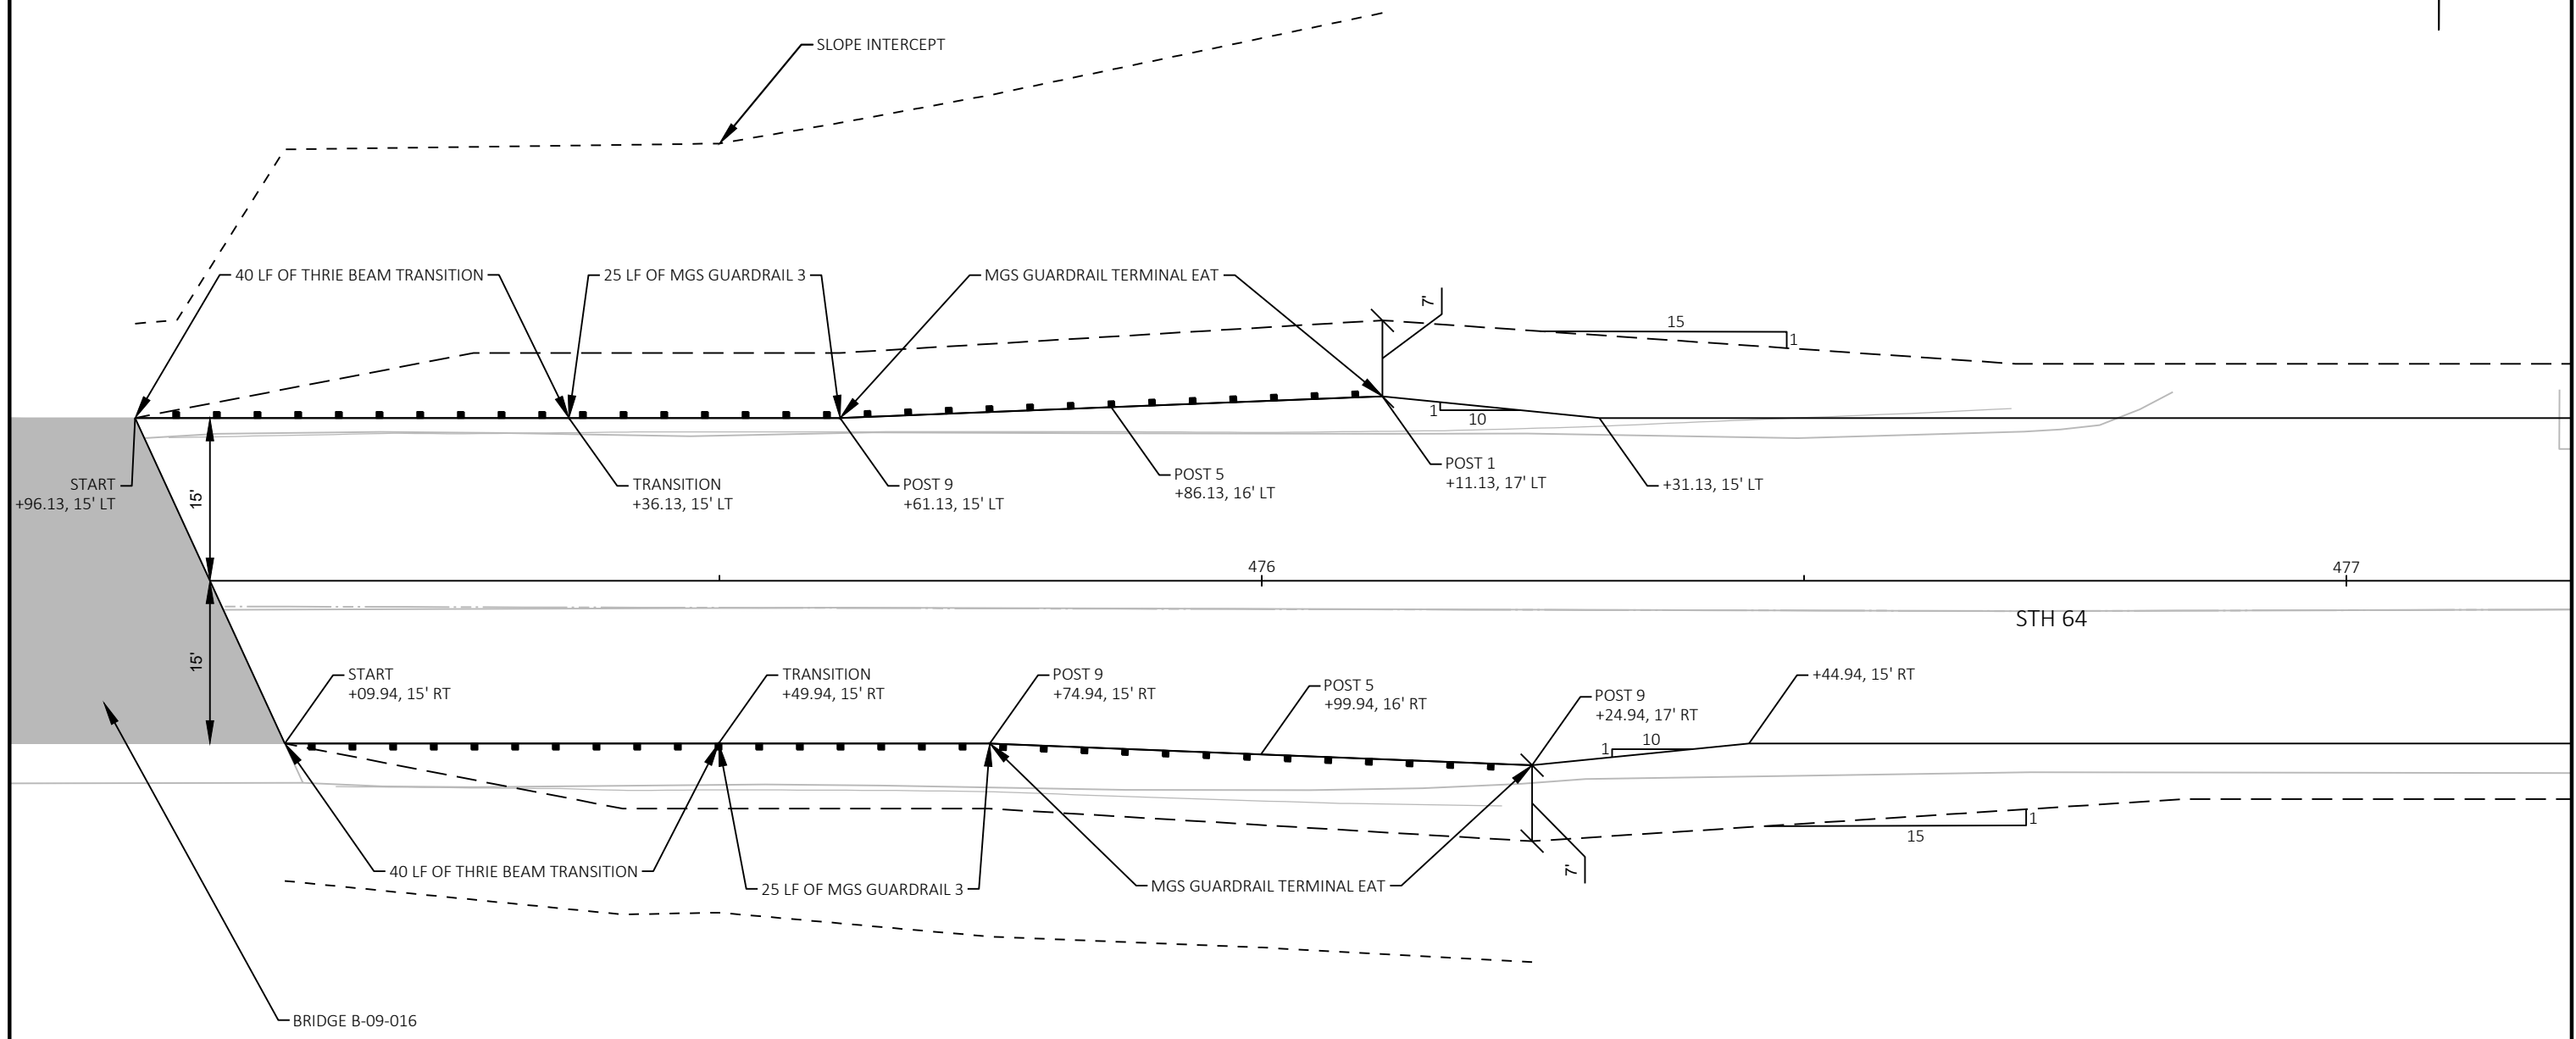 SLOPE INTERCEPT
40 LF OF THRIE BEAM TRANSITION
25 LF OF MGS GUARDRAIL 3
MGS GUARDRAIL TERMINAL EAT
7'
15
1
1
10
START
+96.13, 15' LT
15'
TRANSITION
+36.13, 15' LT
POST 9
+61.13, 15' LT
POST 5
+86.13, 16' LT
POST 1
+11.13, 17' LT
+31.13, 15' LT
476
477
STH 64
15'
START
+09.94, 15' RT
TRANSITION
+49.94, 15' RT
POST 9
+74.94, 15' RT
POST 5
+99.94, 16' RT
POST 9
+24.94, 17' RT
+44.94, 15' RT
1
10
1
15
40 LF OF THRIE BEAM TRANSITION
25 LF OF MGS GUARDRAIL 3
MGS GUARDRAIL TERMINAL EAT
7'
BRIDGE B-09-016